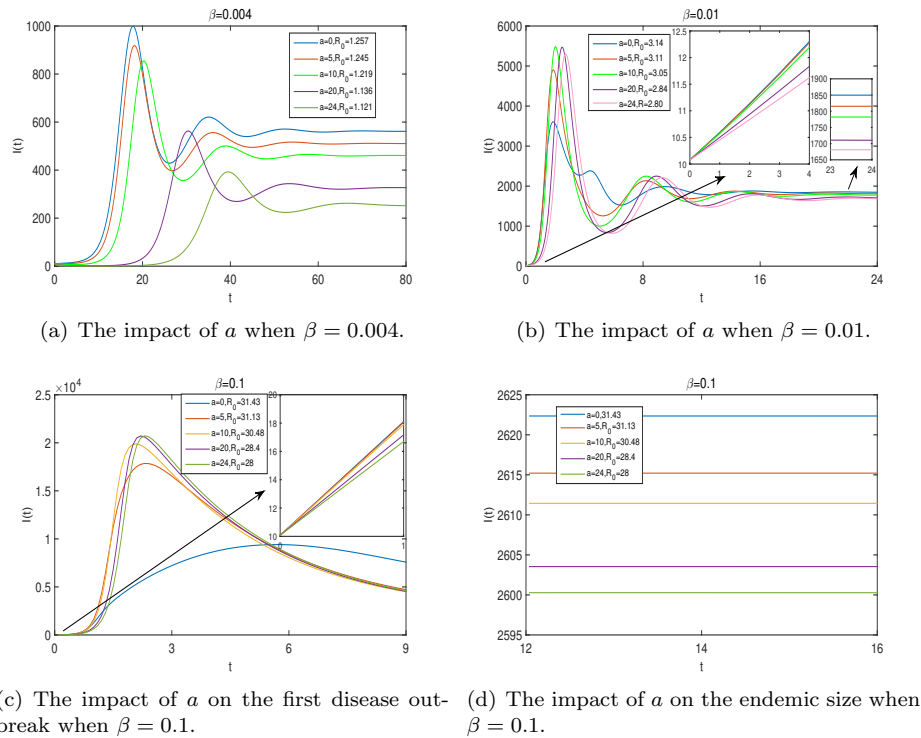 β=0.004
1000
800
600
400
200
0
I(t)
0 20 40 60 80
t
a=0,R0=1.257
a=5,R0=1.245
a=10,R0=1.219
a=20,R0=1.136
a=24,R0=1.121
(a) The impact of a when β = 0.004.
β=0.01
6000
5000
4000
3000
2000
1000
0
I(t)
0 8 16 24
t
a=0,R0=3.14
a=5,R0=3.11
a=10,R0=3.05
a=20,R0=2.84
a=24,R=2.80
12.5
12
11.5
11
10.5
10
0 1 2 3 4
1900
1850
1800
1750
1700
1650
23 24
(b) The impact of a when β = 0.01.
β=0.1
×10⁴
2.5
2
1.5
1
0.5
0
I(t)
0 3 6 9
t
a=0,R0=31.43
a=5,R0=31.13
a=10,R0=30.48
a=20,R0=28.4
a=24,R0=28
20
18
16
14
12
10
0 1
(c) The impact of a on the first disease out-
break when β = 0.1.
β=0.1
2625
2620
2615
2610
2605
2600
2595
I(t)
12 14 16
t
a=0,31.43
a=5,R0=31.13
a=10,R0=30.48
a=20,R0=28.4
a=24,R0=28
(d) The impact of a on the endemic size when
β = 0.1.